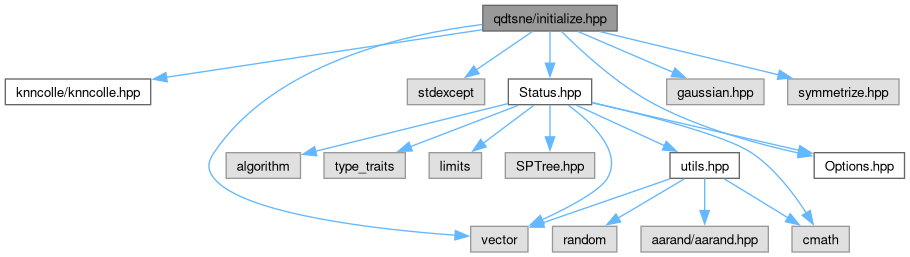 qdtsne/initialize.hpp
knncolle/knncolle.hpp
stdexcept
Status.hpp
gaussian.hpp
symmetrize.hpp
algorithm
type_traits
limits
SPTree.hpp
utils.hpp
Options.hpp
vector
random
aarand/aarand.hpp
cmath